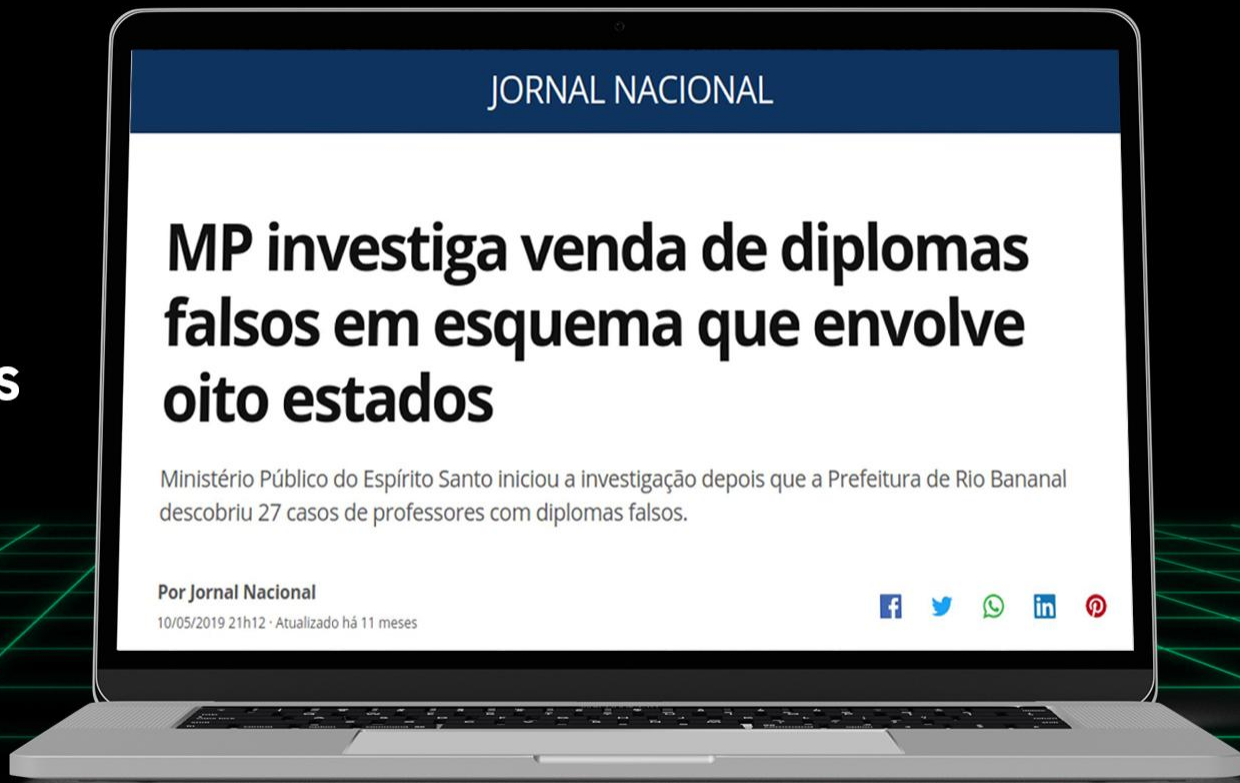 JORNAL NACIONAL
MP investiga venda de diplomas
falsos em esquema que envolve
oito estados
Ministério Público do Espírito Santo iniciou a investigação depois que a Prefeitura de Rio Bananal
descobriu 27 casos de professores com diplomas falsos.
Por Jornal Nacional
10/05/2019 21h12 · Atualizado há 11 meses